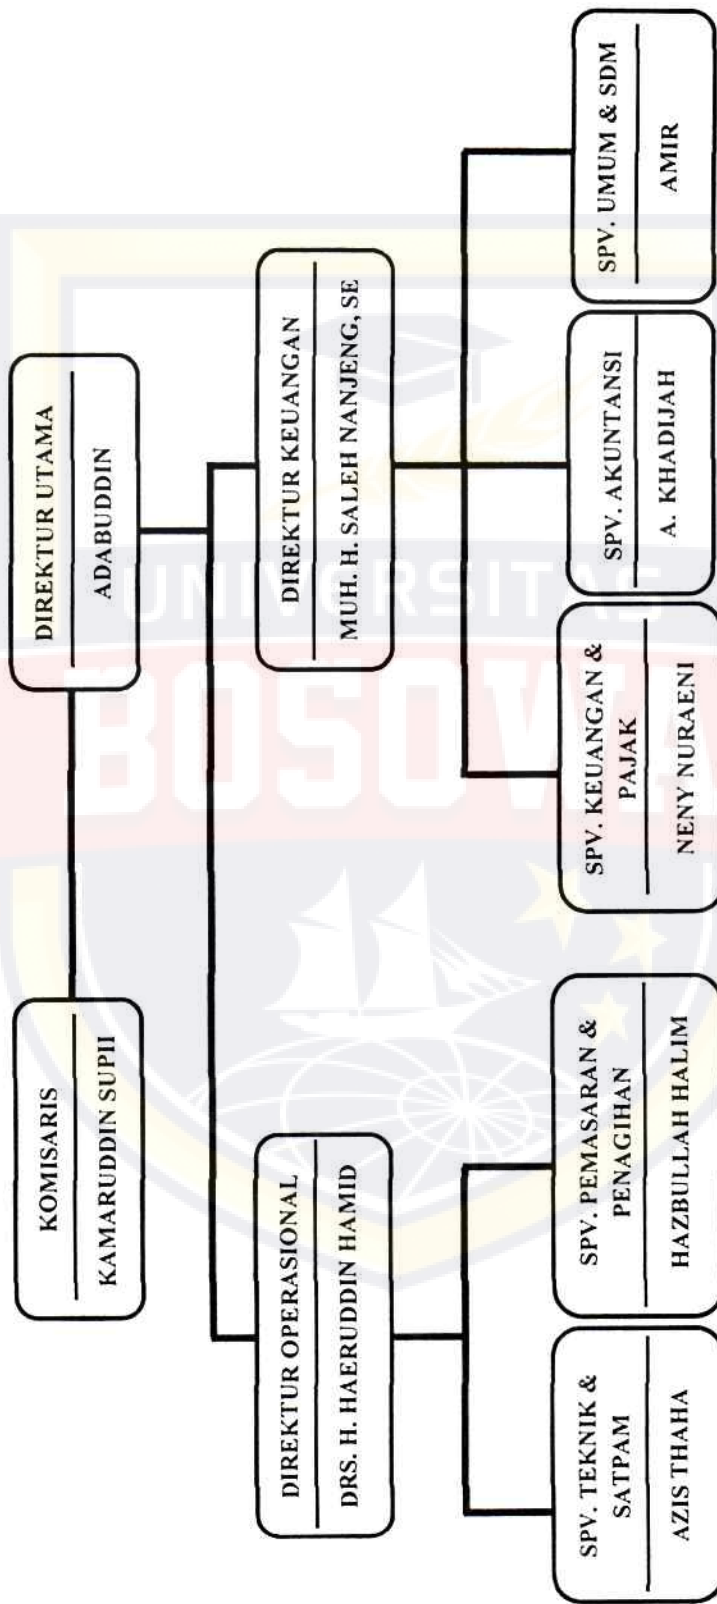 KOMISARIS
KAMARUDDIN SUPII
DIREKTUR UTAMA
ADABUDDIN
DIREKTUR OPERASIONAL
DRS. H. HAERUDDIN HAMID
DIREKTUR KEUANGAN
MUH. H. SALEH NANJENG, SE
SPV. TEKNIK &
SATPAM
AZIS THAHA
SPV. PEMASARAN &
PENAGIHAN
HAZBULLAH HALIM
SPV. KEUANGAN &
PAJAK
NENY NURAENI
SPV. AKUNTANSI
A. KHADIJAH
SPV. UMUM & SDM
AMIR
UNIVERSITAS
BOSOWA